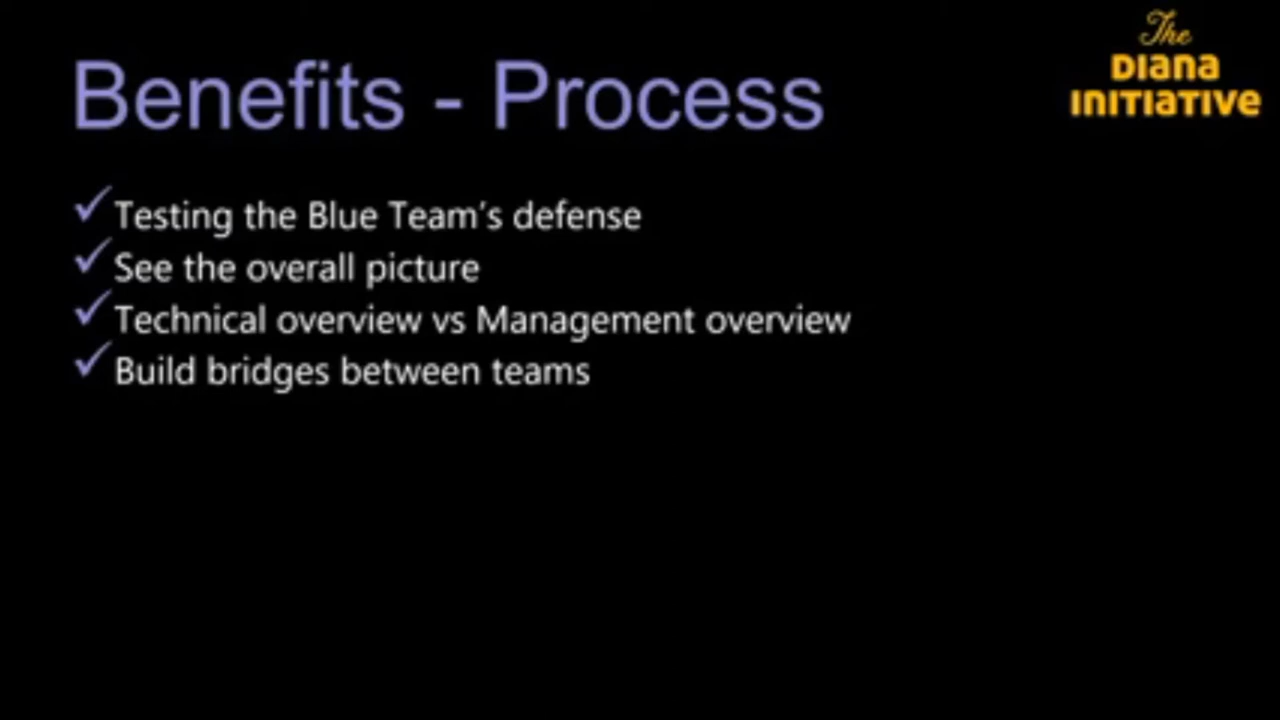 The
DIANA
INITIATIVE
Benefits - Process
✓Testing the Blue Team's defense
✓See the overall picture
✓Technical overview vs Management overview
✓Build bridges between teams